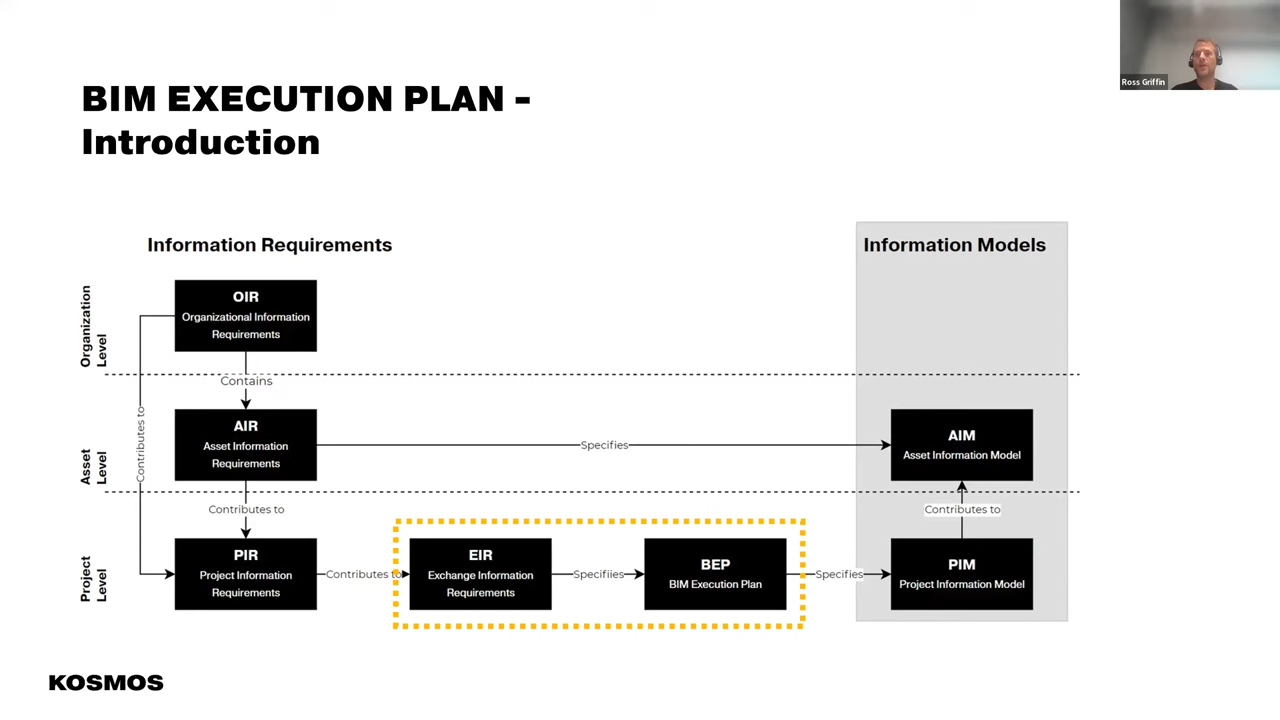 Ross Griffin
BIM EXECUTION PLAN -
Introduction
Information Requirements
Information Models
Organization
Level
OIR
Organizational Information
Requirements
Contains
Contributes to
Asset
Level
AIR
Asset Information
Requirements
Specifies
AIM
Asset Information Model
Contributes to
Contributes to
Project
Level
PIR
Project Information
Requirements
Contributes to
EIR
Exchange Information
Requirements
Specifiies
BEP
BIM Execution Plan
Specifies
PIM
Project Information Model
KOSMOS